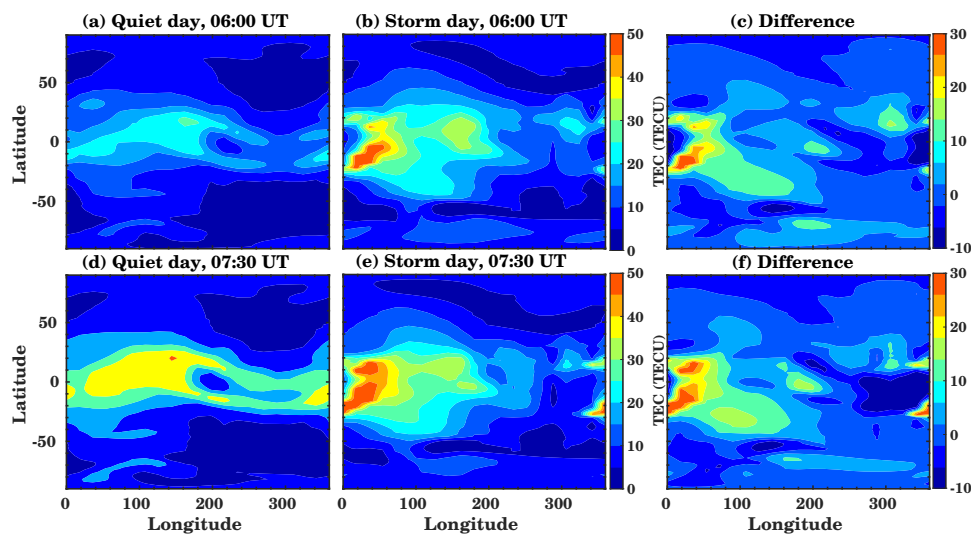 (a) Quiet day, 06:00 UT
(b) Storm day, 06:00 UT
(c) Difference
Latitude
50
0
-50
50
40
30
20
10
0
TEC (TECU)
30
20
10
0
-10
(d) Quiet day, 07:30 UT
(e) Storm day, 07:30 UT
(f) Difference
Latitude
50
0
-50
50
40
30
20
10
0
TEC (TECU)
30
20
10
0
-10
0 100 200 300
0 100 200 300
0 100 200 300
Longitude
Longitude
Longitude